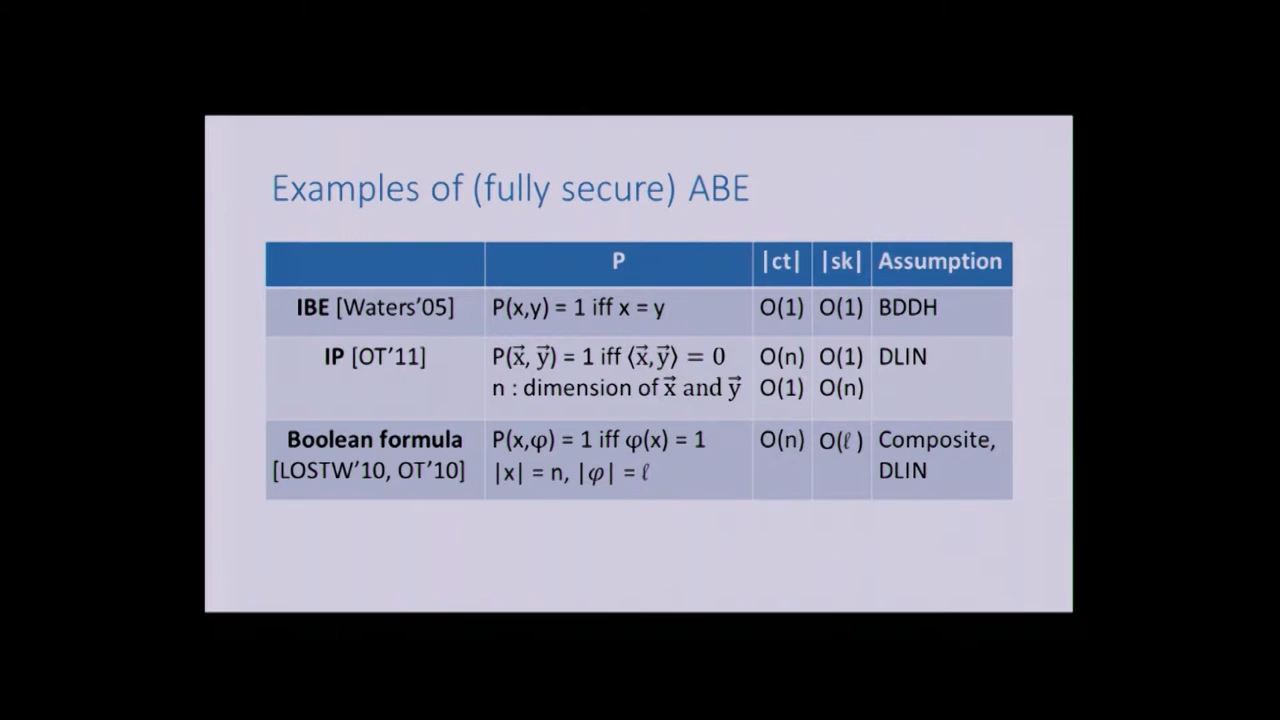 Examples of (fully secure) ABE
P |ct| |sk| Assumption
IBE [Waters’05] P(x,y) = 1 iff x = y O(1) O(1) BDDH
IP [OT’11] P(x⃗, y⃗) = 1 iff ⟨x⃗,y⃗⟩ = 0 O(n) O(1) DLIN
n : dimension of x⃗ and y⃗ O(1) O(n)
Boolean formula P(x,φ) = 1 iff φ(x) = 1 O(n) O(ℓ) Composite,
[LOSTW’10, OT’10] |x| = n, |φ| = ℓ DLIN